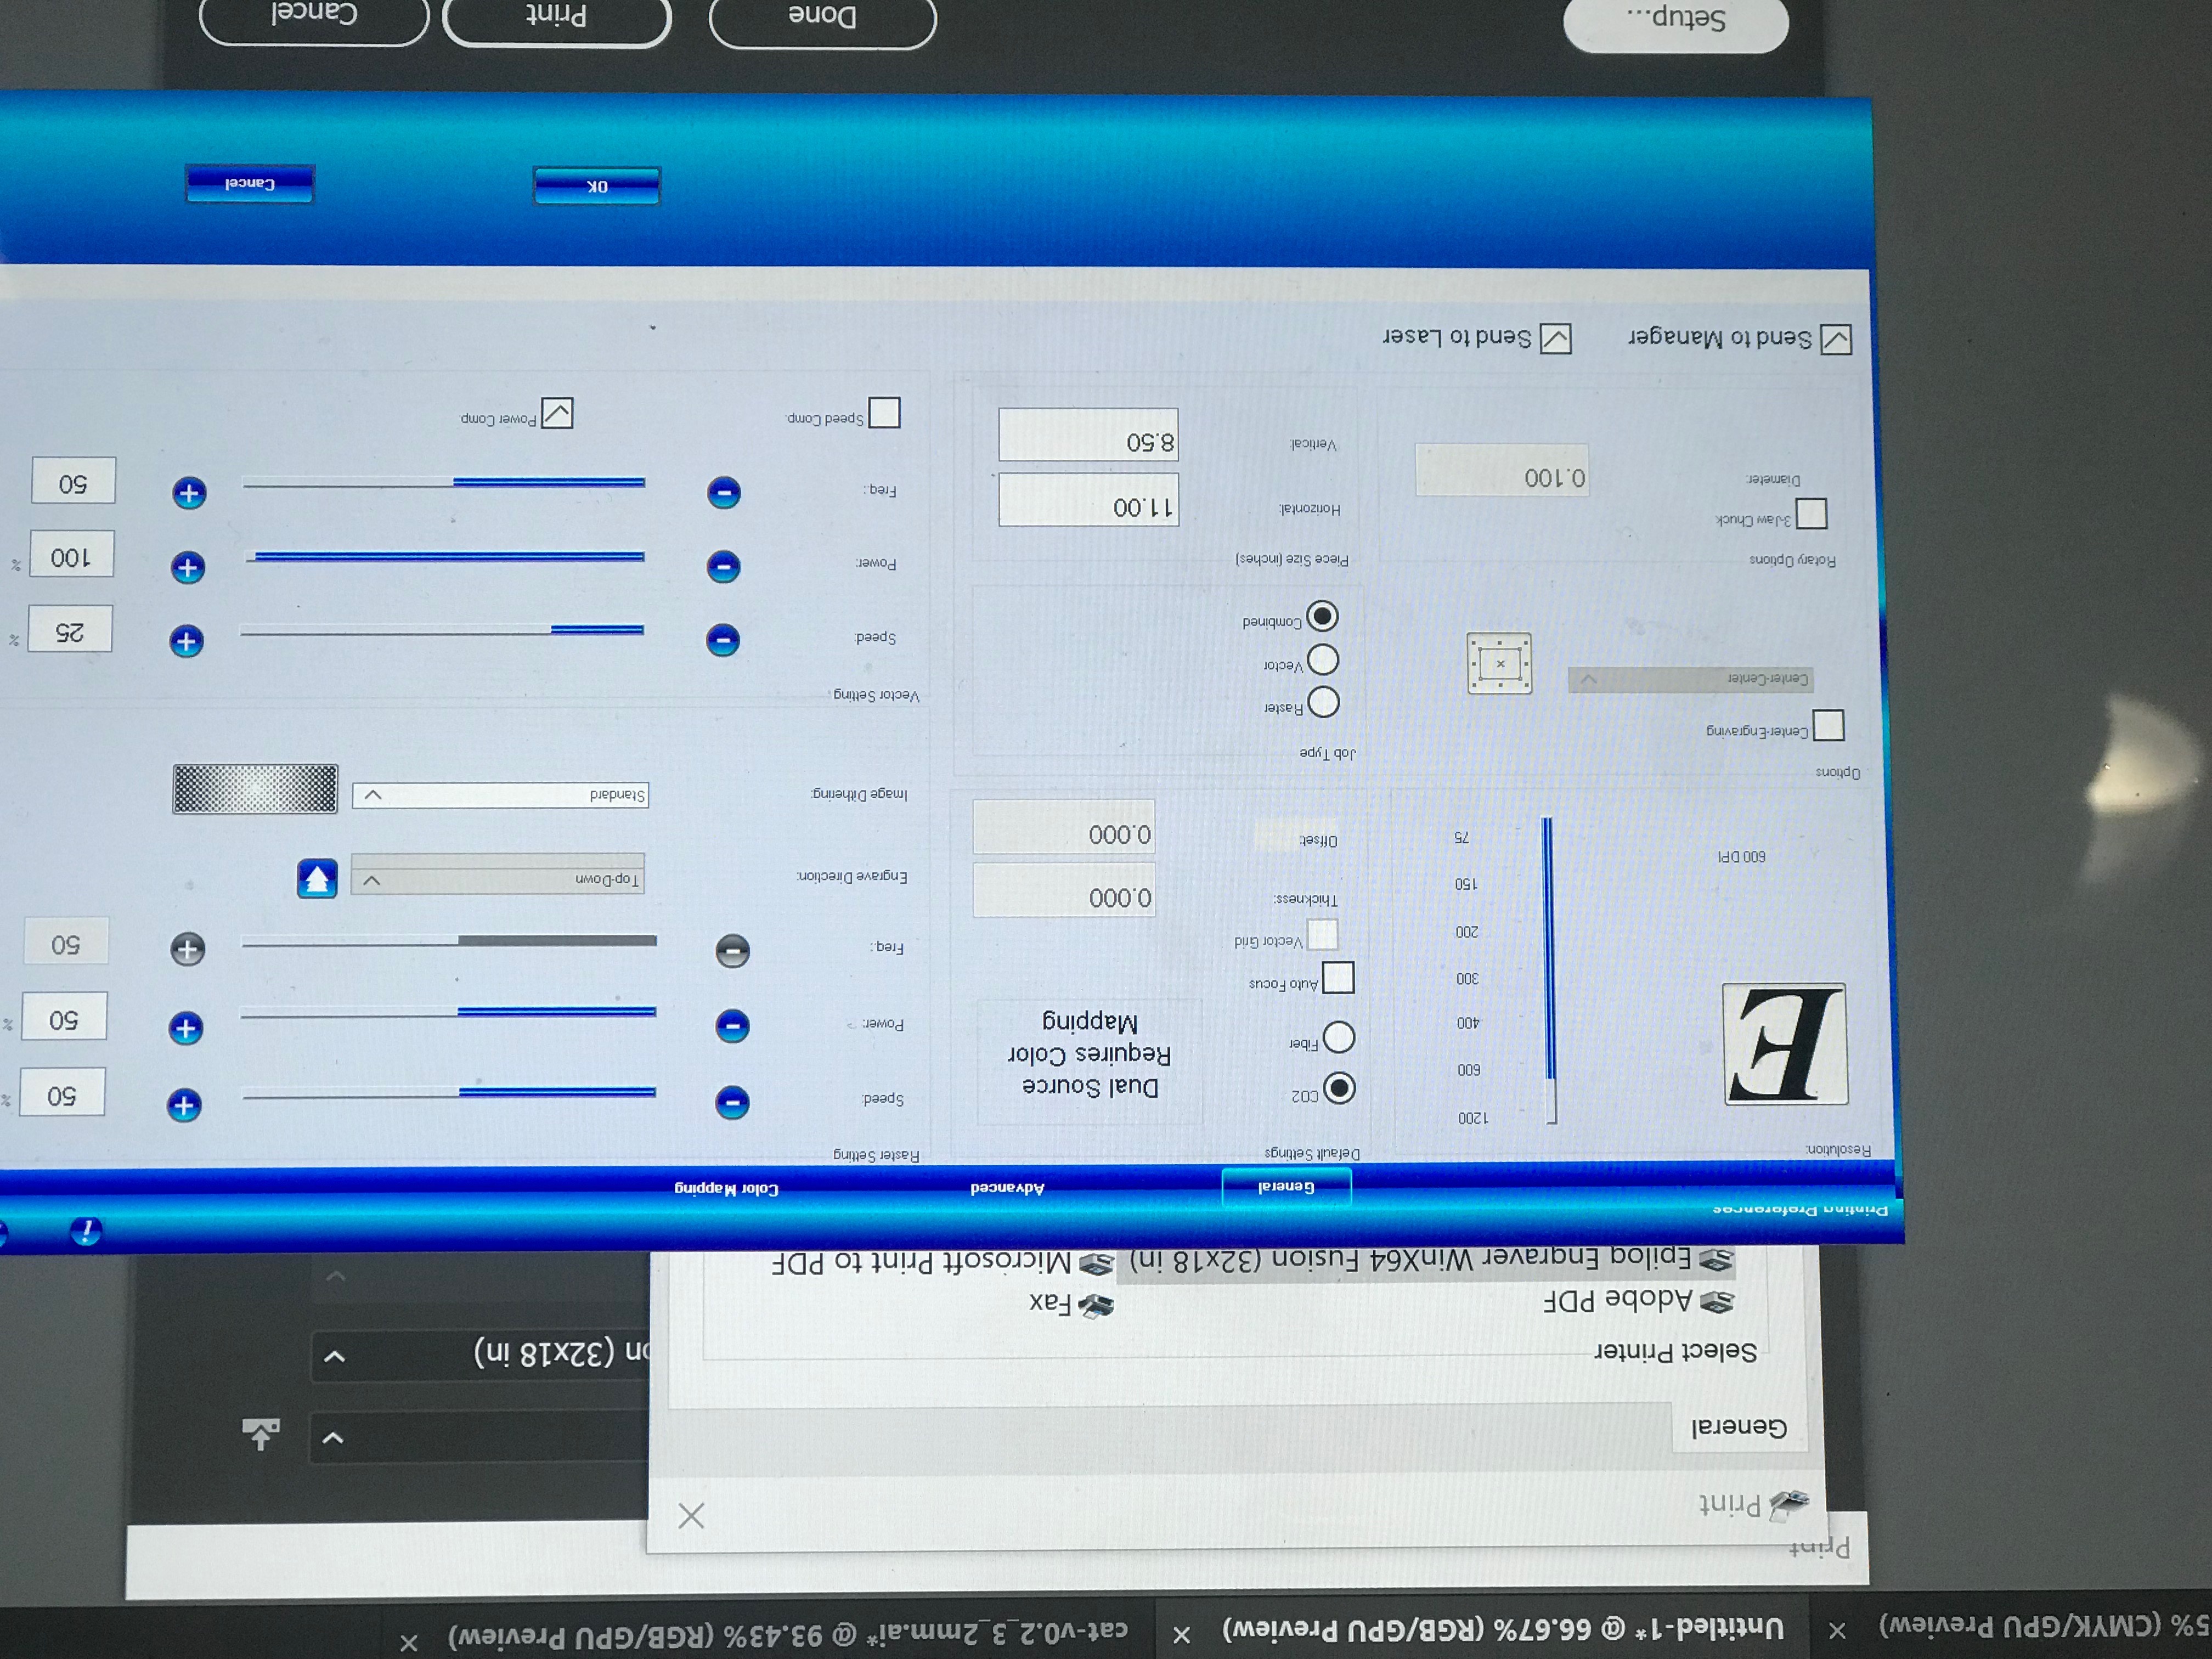 5% (CMYK/GPU Preview) ×
Untitled-1* @ 66.67% (RGB/GPU Preview) ×
cat-v0.2_3_2mm.ai* @ 93.43% (RGB/GPU Preview) ×
Print
Print
General
Select Printer
Adobe PDF
Fax
Epilog Engraver WinX64 Fusion (32x18 in)
Microsoft Print to PDF
on (32x18 in)
Printing Preferences
General
Advanced
Color Mapping
Resolution:
1200
600
400
300
200
150
75
600 DPI
Options
Center-Engraving
Center-Center
Rotary Options
3-Jaw Chuck
Diameter:
0.100
Send to Manager
Send to Laser
Default Settings
CO2
Fiber
Dual Source
Requires Color
Mapping
Auto Focus
Vector Grid
Thickness:
0.000
Offset:
0.000
Job Type
Raster
Vector
Combined
Piece Size (inches)
Horizontal:
11.00
Vertical:
8.50
Raster Setting
Speed:
50 %
Power:
50 %
Freq.:
50
Engrave Direction:
Top-Down
Image Dithering:
Standard
Vector Setting
Speed:
25 %
Power:
100 %
Freq.:
50
Speed Comp.
Power Comp
OK
Cancel
Setup...
Done
Print
Cancel